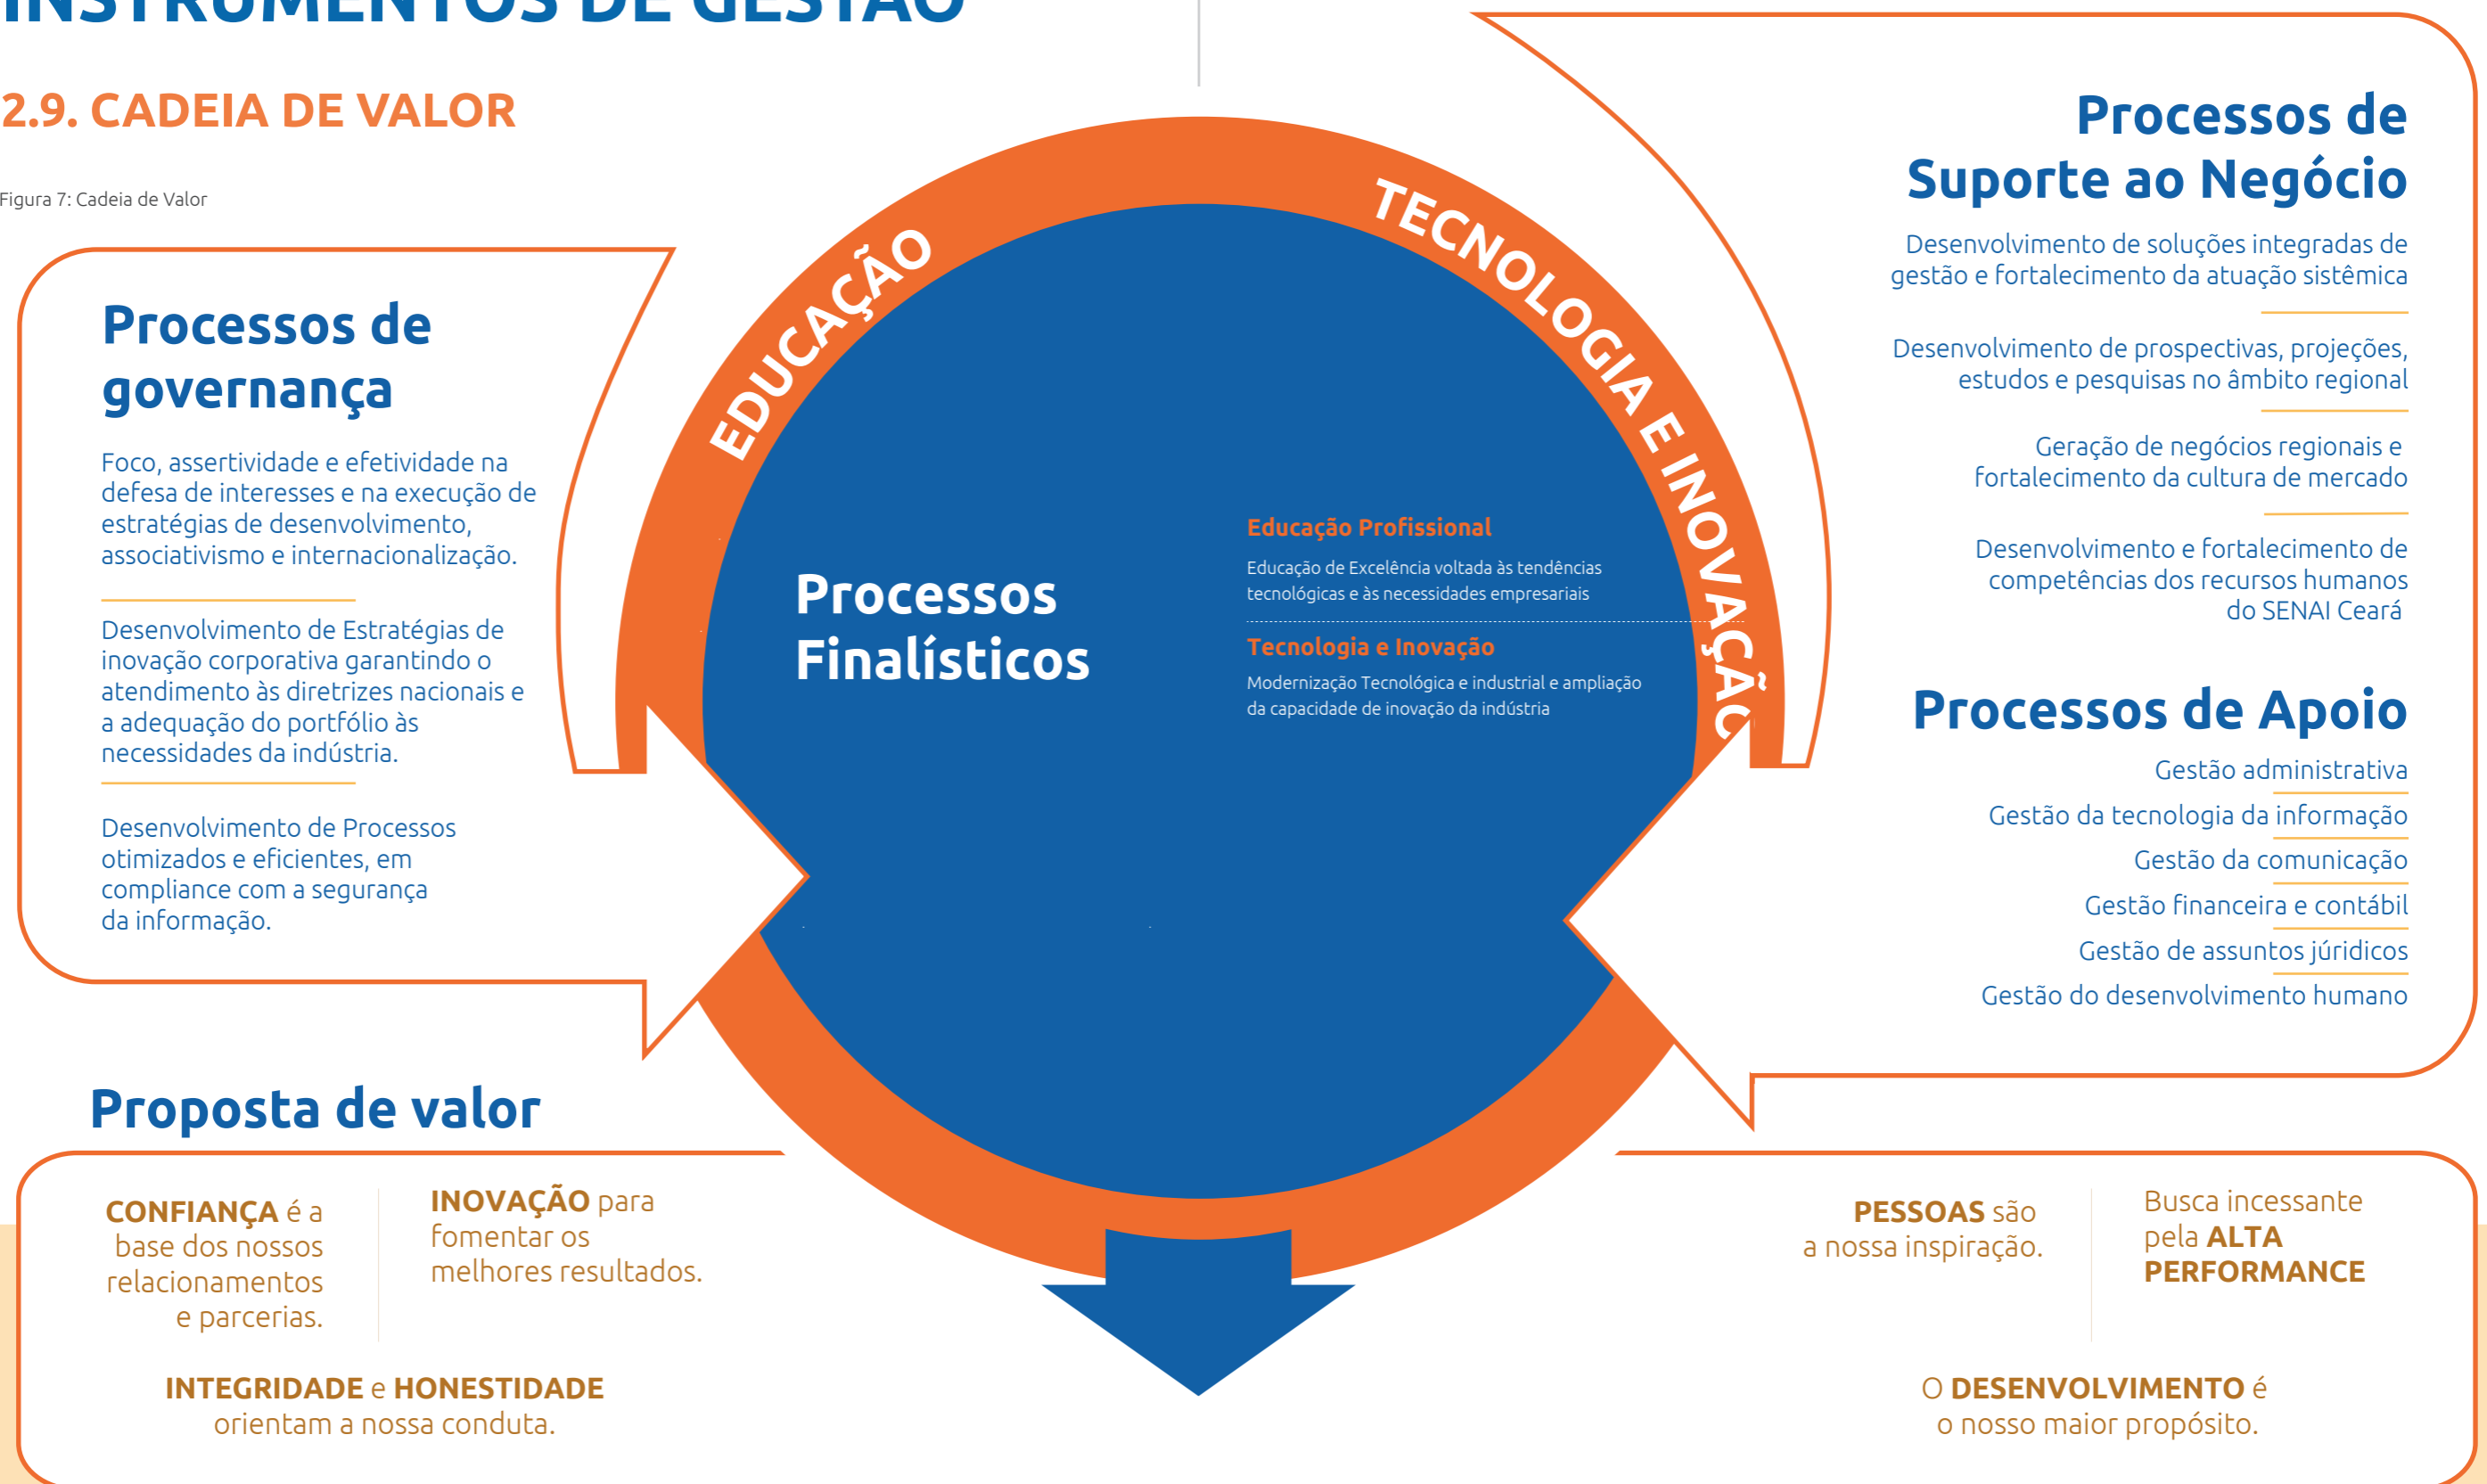 INSTRUMENTOS DE GESTÃO
2.9. CADEIA DE VALOR
Figura 7: Cadeia de Valor
Processos de
governança
Foco, assertividade e efetividade na
defesa de interesses e na execução de
estratégias de desenvolvimento,
associativismo e internacionalização.
Desenvolvimento de Estratégias de
inovação corporativa garantindo o
atendimento às diretrizes nacionais e
a adequação do portfólio às
necessidades da indústria.
Desenvolvimento de Processos
otimizados e eficientes, em
compliance com a segurança
da informação.
EDUCAÇÃO
TECNOLOGIA E INOVAÇÃO
Processos
Finalísticos
Educação Profissional
Educação de Excelência voltada às tendências
tecnológicas e às necessidades empresariais
Tecnologia e Inovação
Modernização Tecnológica e industrial e ampliação
da capacidade de inovação da indústria
Processos de
Suporte ao Negócio
Desenvolvimento de soluções integradas de
gestão e fortalecimento da atuação sistêmica
Desenvolvimento de prospectivas, projeções,
estudos e pesquisas no âmbito regional
Geração de negócios regionais e
fortalecimento da cultura de mercado
Desenvolvimento e fortalecimento de
competências dos recursos humanos
do SENAI Ceará
Processos de Apoio
Gestão administrativa
Gestão da tecnologia da informação
Gestão da comunicação
Gestão financeira e contábil
Gestão de assuntos júridicos
Gestão do desenvolvimento humano
Proposta de valor
CONFIANÇA é a
base dos nossos
relacionamentos
e parcerias.
INOVAÇÃO para
fomentar os
melhores resultados.
INTEGRIDADE e HONESTIDADE
orientam a nossa conduta.
PESSOAS são
a nossa inspiração.
Busca incessante
pela ALTA
PERFORMANCE
O DESENVOLVIMENTO é
o nosso maior propósito.